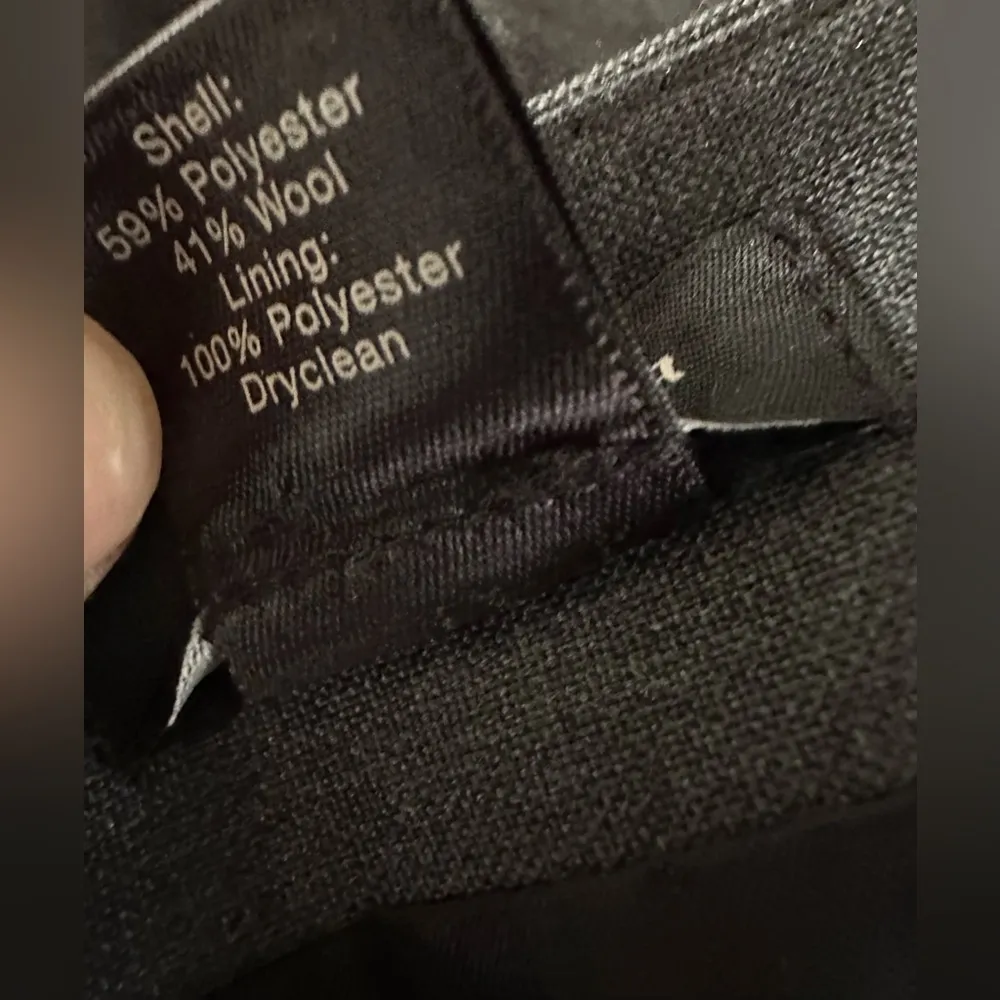 Shell:
59% Polyester
41% Wool
Lining:
100% Polyester
Dryclean